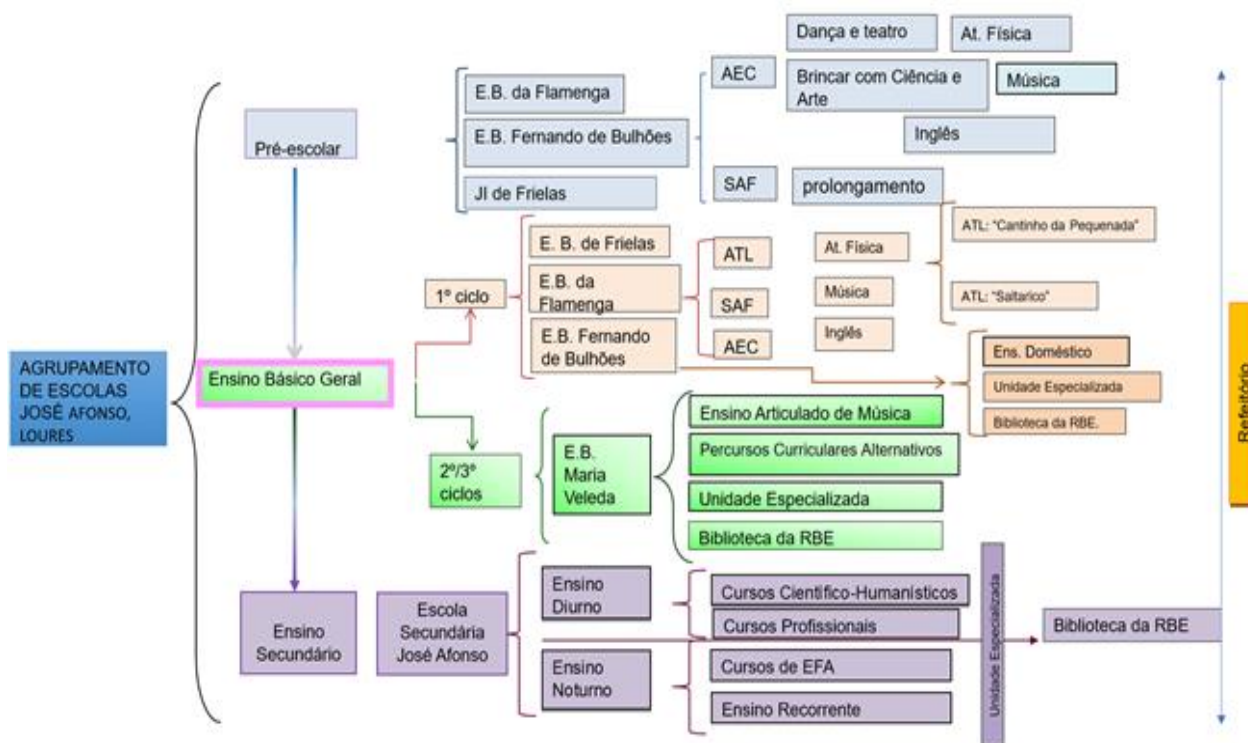 AGRUPAMENTO
DE ESCOLAS
JOSÉ AFONSO,
LOURES
Pré-escolar
E.B. da Flamenga
E.B. Fernando de Bulhões
JI de Frielas
AEC
Dança e teatro
At. Física
Brincar com Ciência e
Arte
Música
Inglês
SAF
prolongamento
Ensino Básico Geral
1º ciclo
E. B. de Frielas
E.B. da
Flamenga
E.B. Fernando
de Bulhões
ATL
SAF
AEC
At. Física
Música
Inglês
ATL: "Cantinho da Pequenada"
ATL: "Saltarico"
Ens. Doméstico
Unidade Especializada
Biblioteca da RBE.
2º/3º
ciclos
E.B.
Maria
Veleda
Ensino Articulado de Música
Percursos Curriculares Alternativos
Unidade Especializada
Biblioteca da RBE
Ensino
Secundário
Escola
Secundária
José Afonso
Ensino
Diurno
Cursos Científico-Humanísticos
Cursos Profissionais
Ensino
Noturno
Cursos de EFA
Ensino Recorrente
Unidade Especializada
Biblioteca da RBE
Refeitório